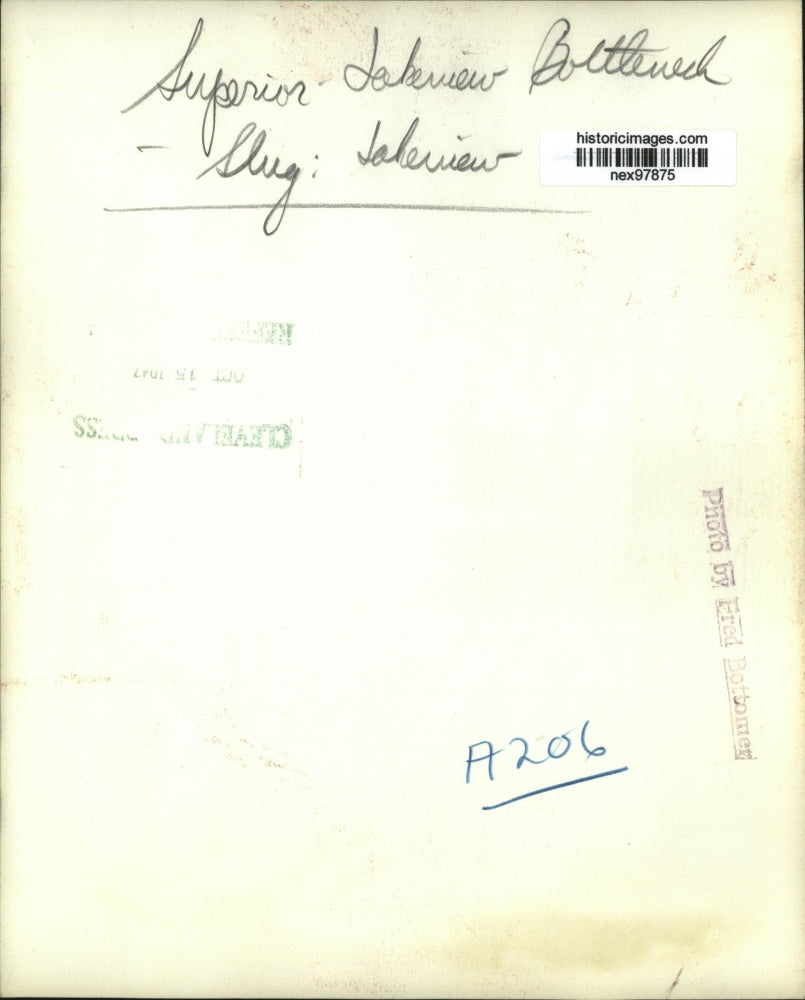 Superior - Lakeview Bottleneck
- Slug: Lakeview
historicimages.com
nex97875
OCT 15 1947
CLEVELAND PRESS
Photo by Fred Bottomer
A206